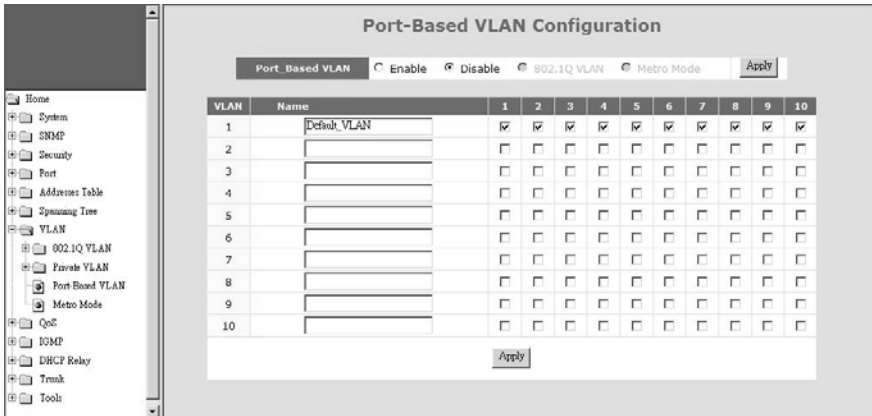 Port-Based VLAN Configuration
Port_Based VLAN Enable Disable 802.1Q VLAN Metro Mode Apply
Home
System
SNMP
Security
Port
Addresses Table
Spanning Tree
VLAN
802.1Q VLAN
Private VLAN
Port-Based VLAN
Metro Mode
QoS
IGMP
DHCP Relay
Trunk
Tools
VLAN Name 1 2 3 4 5 6 7 8 9 10
1 Default_VLAN
2
3
4
5
6
7
8
9
10
Apply